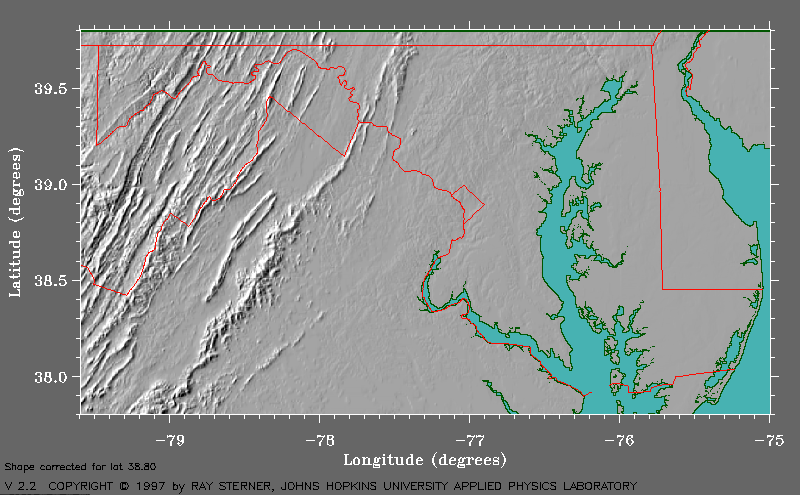 39.5
39.0
38.5
38.0
Latitude (degrees)
−79 −78 −77 −76 −75
Longitude (degrees)
Shape corrected for lat 38.80
V 2.2 COPYRIGHT © 1997 by RAY STERNER, JOHNS HOPKINS UNIVERSITY APPLIED PHYSICS LABORATORY